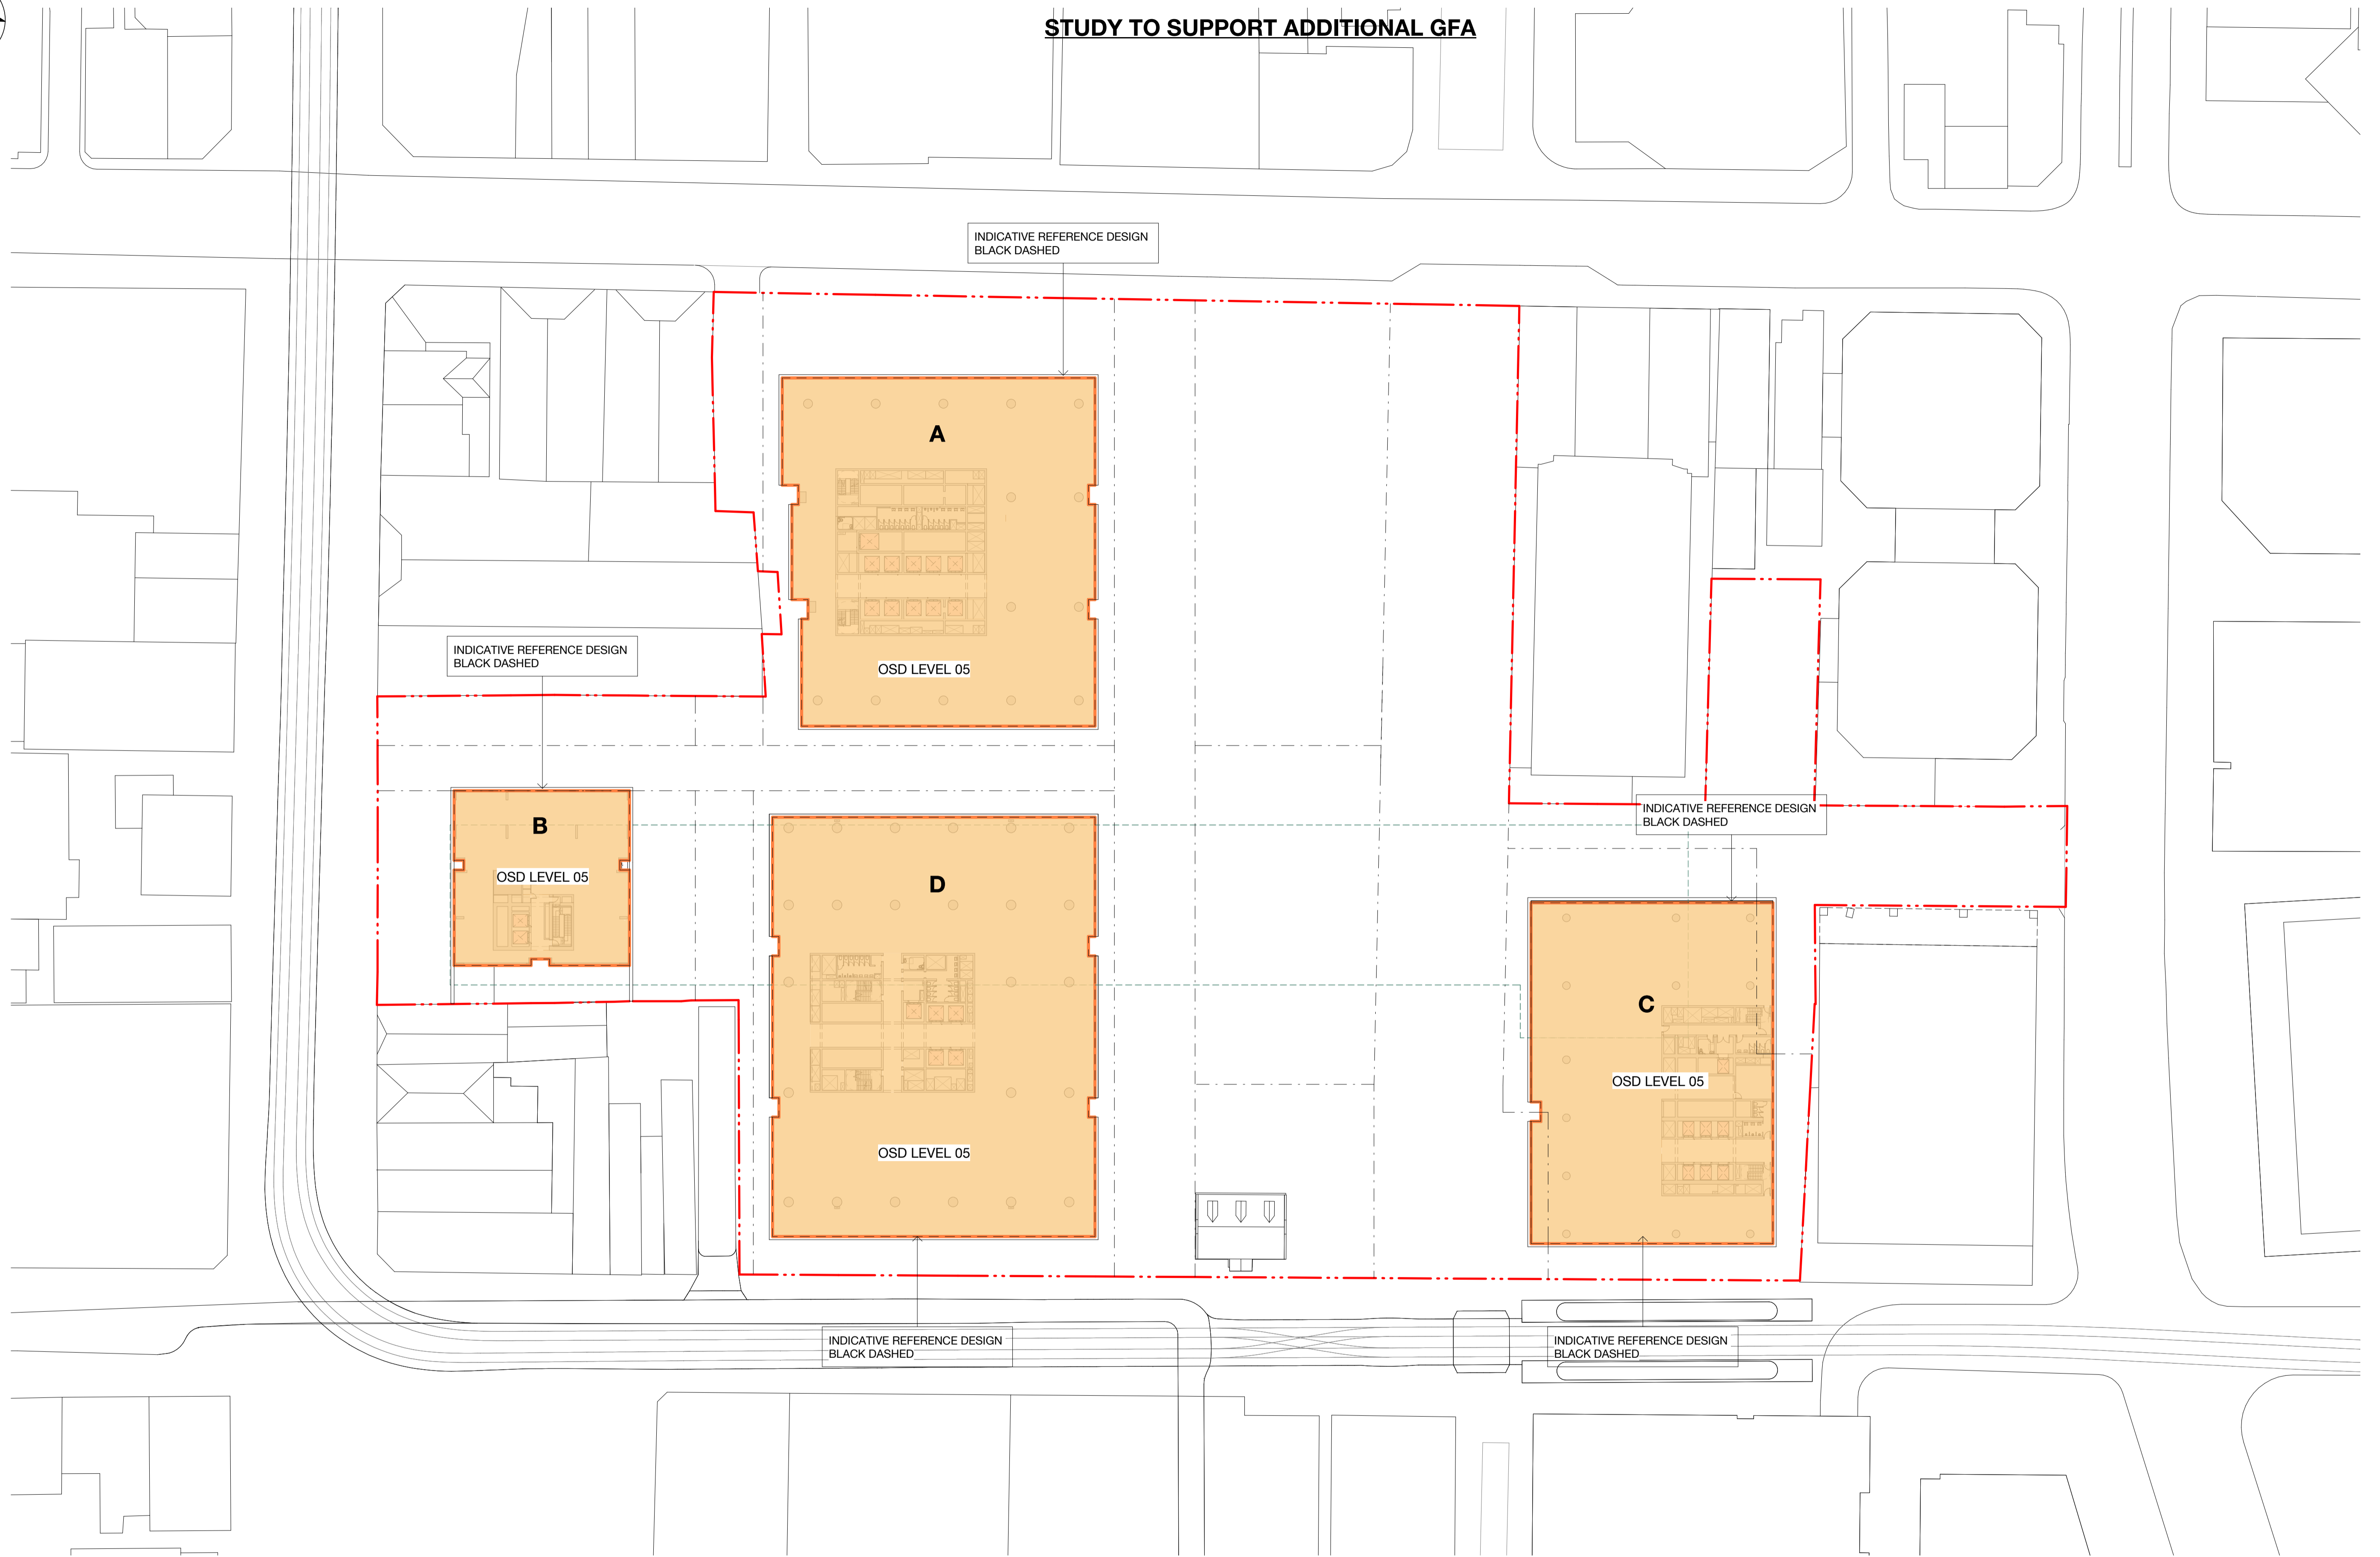 STUDY TO SUPPORT ADDITIONAL GFA
INDICATIVE REFERENCE DESIGN
BLACK DASHED
A
OSD LEVEL 05
INDICATIVE REFERENCE DESIGN
BLACK DASHED
B
OSD LEVEL 05
D
OSD LEVEL 05
INDICATIVE REFERENCE DESIGN
BLACK DASHED
C
OSD LEVEL 05
INDICATIVE REFERENCE DESIGN
BLACK DASHED
INDICATIVE REFERENCE DESIGN
BLACK DASHED